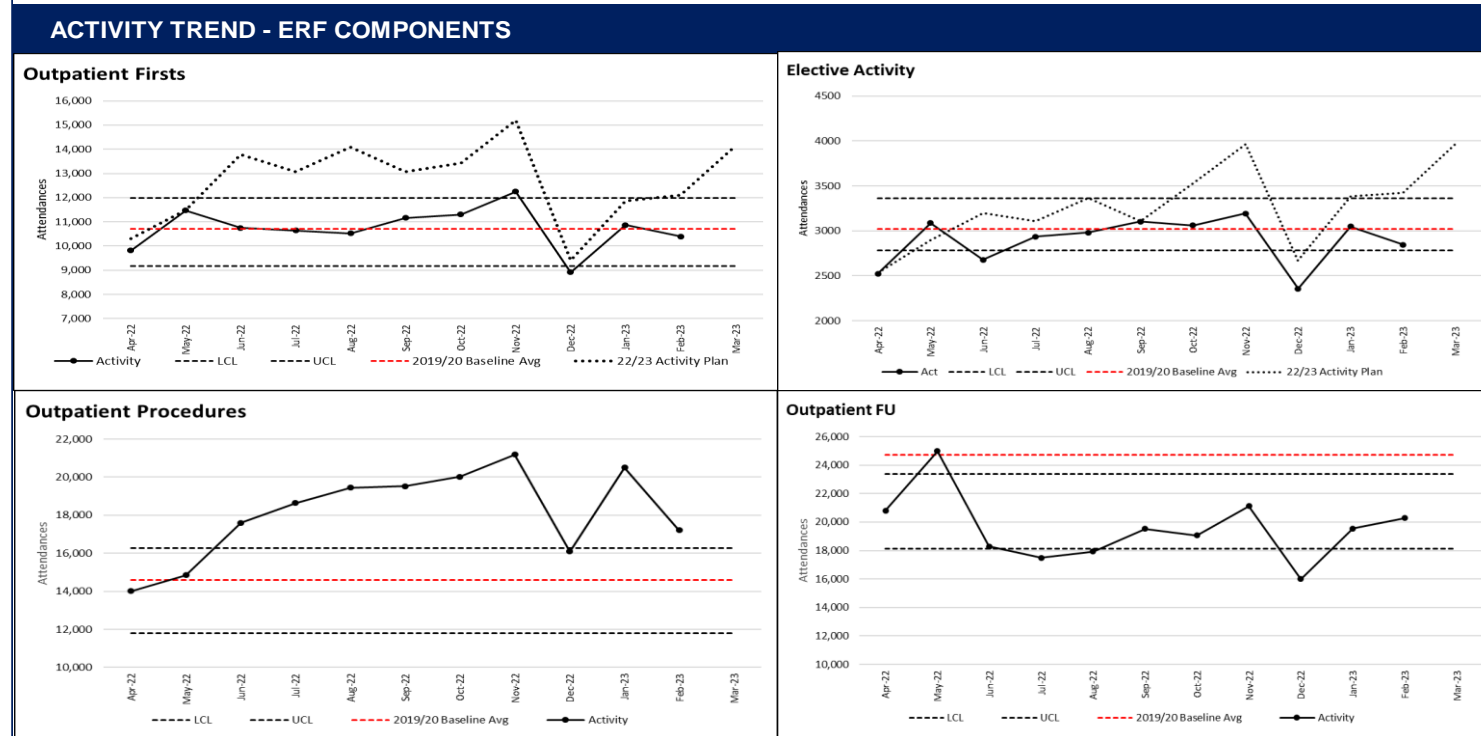 ACTIVITY TREND - ERF COMPONENTS
Outpatient Firsts
Attendances
16,000
15,000
14,000
13,000
12,000
11,000
10,000
9,000
8,000
7,000
Apr-22
May-22
Jun-22
Jul-22
Aug-22
Sep-22
Oct-22
Nov-22
Dec-22
Jan-23
Feb-23
Mar-23
Activity LCL UCL 2019/20 Baseline Avg 22/23 Activity Plan
Elective Activity
Attendances
4500
4000
3500
3000
2500
2000
Apr-22
May-22
Jun-22
Jul-22
Aug-22
Sep-22
Oct-22
Nov-22
Dec-22
Jan-23
Feb-23
Mar-23
Act LCL UCL 2019/20 Baseline Avg 22/23 Activity Plan
Outpatient Procedures
Attendances
22,000
20,000
18,000
16,000
14,000
12,000
10,000
Apr-22
May-22
Jun-22
Jul-22
Aug-22
Sep-22
Oct-22
Nov-22
Dec-22
Jan-23
Feb-23
Mar-23
LCL UCL 2019/20 Baseline Avg Activity
Outpatient FU
Attendances
26,000
24,000
22,000
20,000
18,000
16,000
14,000
12,000
10,000
Apr-22
May-22
Jun-22
Jul-22
Aug-22
Sep-22
Oct-22
Nov-22
Dec-22
Jan-23
Feb-23
Mar-23
LCL UCL 2019/20 Baseline Avg Activity